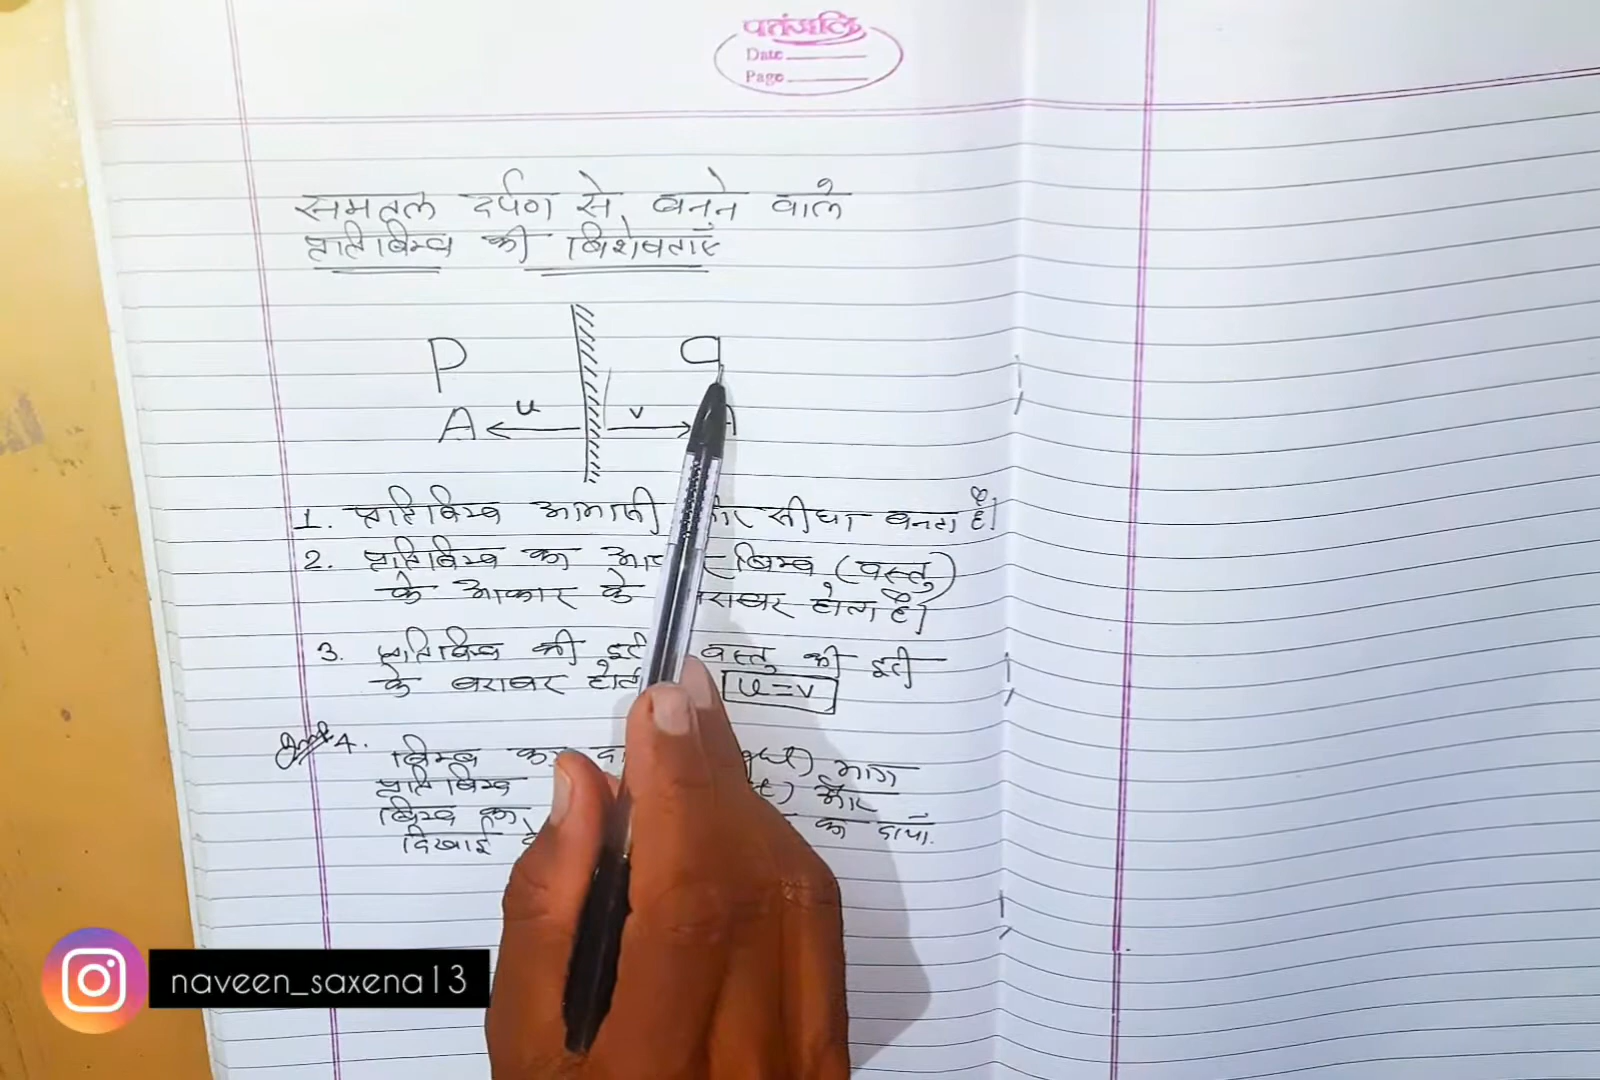 पतंजलि
Date
Page
समतल दर्पण से बनने वाले
प्रतिबिम्ब की विशेषताएं
P
A u v
1. प्रतिबिम्ब आभासी सीधा बनता है।
2. प्रतिबिम्ब का बिम्ब (वस्तु)
के आकार के बराबर होता है।
3. प्रतिबिम्ब की वस्तु की दूरी
के बराबर u=v
4. बिम्ब का भाग
प्रतिबिम्ब और
बिम्ब का का दायां
दिखाई
naveen_saxena13